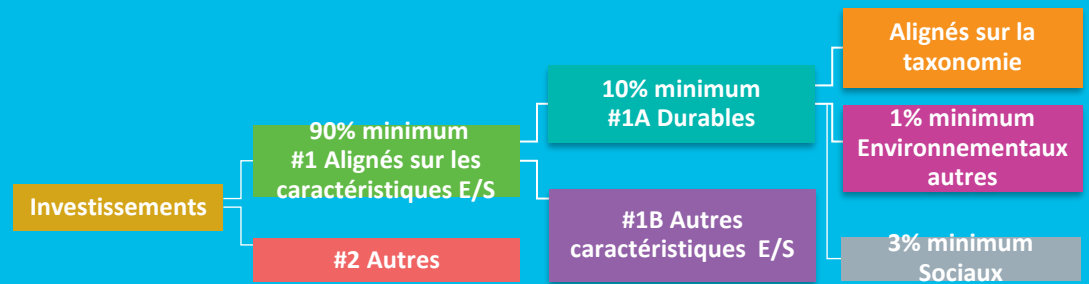 Investissements
90% minimum
#1 Alignés sur les
caractéristiques E/S
#2 Autres
10% minimum
#1A Durables
#1B Autres
caractéristiques E/S
Alignés sur la
taxonomie
1% minimum
Environnementaux
autres
3% minimum
Sociaux